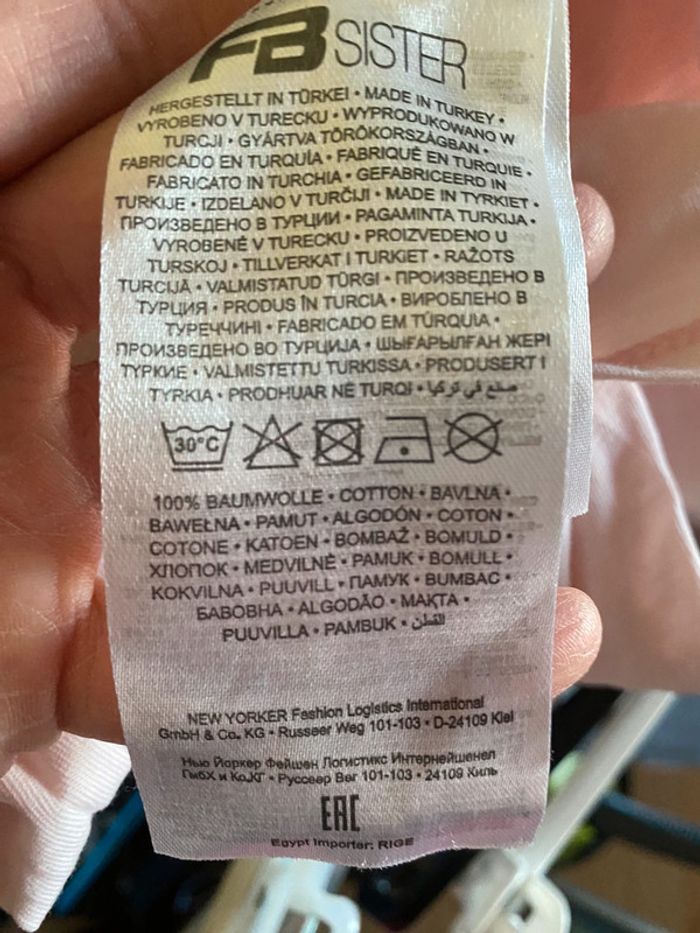 FB SISTER
HERGESTELLT IN TÜRKEI • MADE IN TURKEY •
VYROBENO V TURECKU • WYPRODUKOWANO W
TURCJI • GYÁRTVA TÖRÖKORSZÁGBAN •
FABRICADO EN TURQUÍA • FABRIQUÉ EN TURQUIE •
FABRICATO IN TURCHIA • GEFABRICEERD IN
TURKIJE • IZDELANO V TURČIJI • MADE IN TYRKIET •
ПРОИЗВЕДЕНО В ТУРЦИИ • PAGAMINTA TURKIJA •
VYROBENÉ V TURECKU • PROIZVEDENO U
TURSKOJ • TILLVERKAT I TURKIET • RAŽOTS
TURCIJĀ • VALMISTATUD TÜRGI • ПРОИЗВЕДЕНО В
ТУРЦИЯ • PRODUS ÎN TURCIA • ВИРОБЛЕНО В
ТУРЕЧЧИНІ • FABRICADO EM TÚRQUIA •
ПРОИЗВЕДЕНО ВО ТУРЦИЈА • ШЫҒАРЫЛҒАН ЖЕРІ
ТҮРКИЕ • VALMISTETTU TURKISSA • PRODUSERT I
TYRKIA • PRODHUAR NË TURQI • صنع في تركيا •
30°C
100% BAUMWOLLE • COTTON • BAVLNA •
BAWEŁNA • PAMUT • ALGODÓN • COTON •
COTONE • KATOEN • BOMBAŽ • BOMULD •
ХЛОПОК • MEDVILNĖ • PAMUK • BOMULL •
KOKVILNA • PUUVILL • ПАМУК • BUMBAC •
БАВОВНА • ALGODÃO • МАҚТА •
PUUVILLA • PAMBUK • القطن •
NEW YORKER Fashion Logistics International
GmbH & Co. KG • Russeer Weg 101-103 • D-24109 Kiel
Нью Йоркер Фейшен Логистикс Интернейшенел
ГмбХ и Ко.КГ • Руссеер Вег 101-103 • 24109 Киль
EAC
Egypt Importer: RIGE